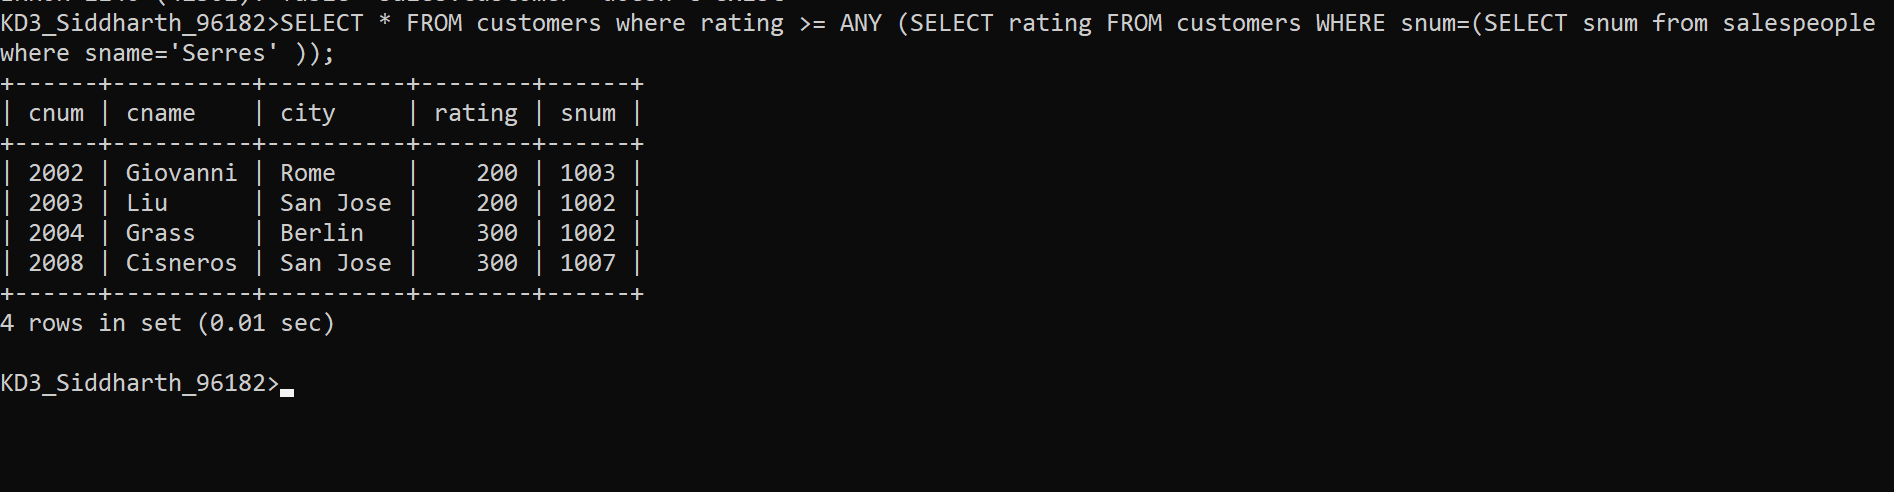 KD3_Siddharth_96182>SELECT * FROM customers where rating >= ANY (SELECT rating FROM customers WHERE snum=(SELECT snum from salespeople
where sname='Serres' ));
+------+----------+----------+--------+------+
| cnum | cname    | city     | rating | snum |
+------+----------+----------+--------+------+
| 2002 | Giovanni | Rome     |    200 | 1003 |
| 2003 | Liu      | San Jose |    200 | 1002 |
| 2004 | Grass    | Berlin   |    300 | 1002 |
| 2008 | Cisneros | San Jose |    300 | 1007 |
+------+----------+----------+--------+------+
4 rows in set (0.01 sec)
KD3_Siddharth_96182>